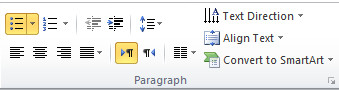 Text Direction
Align Text
Convert to SmartArt
Paragraph